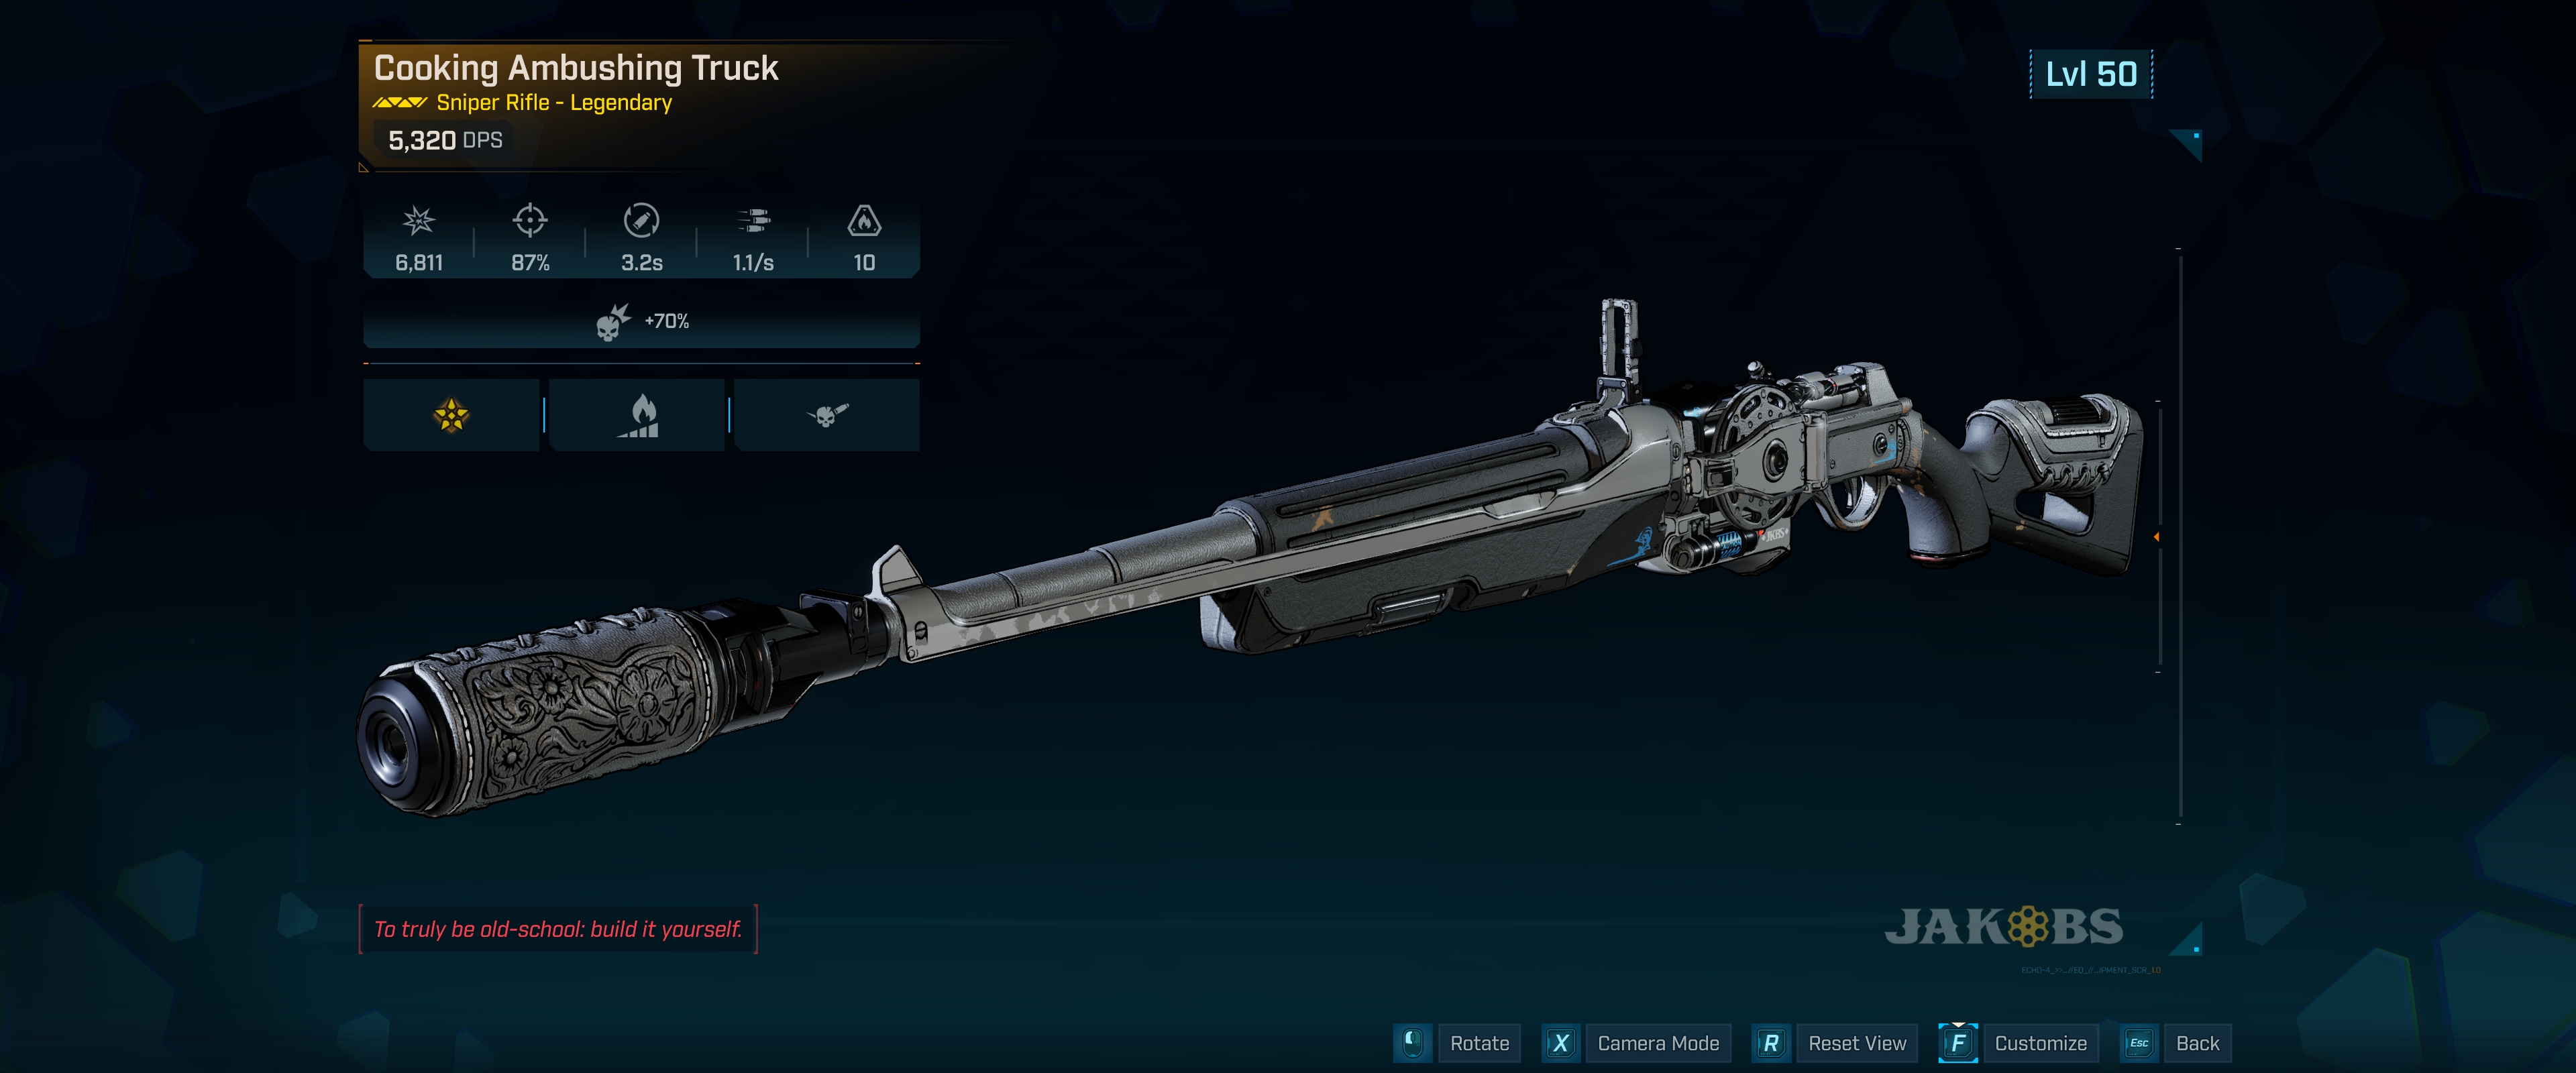 Cooking Ambushing Truck
Lvl 50
Sniper Rifle - Legendary
5,320 DPS
6,811
87%
3.2s
1.1/s
10
+70%
JKBS
To truly be old-school: build it yourself.
JAKOBS
Rotate
X Camera Mode
R Reset View
F Customize
Esc Back